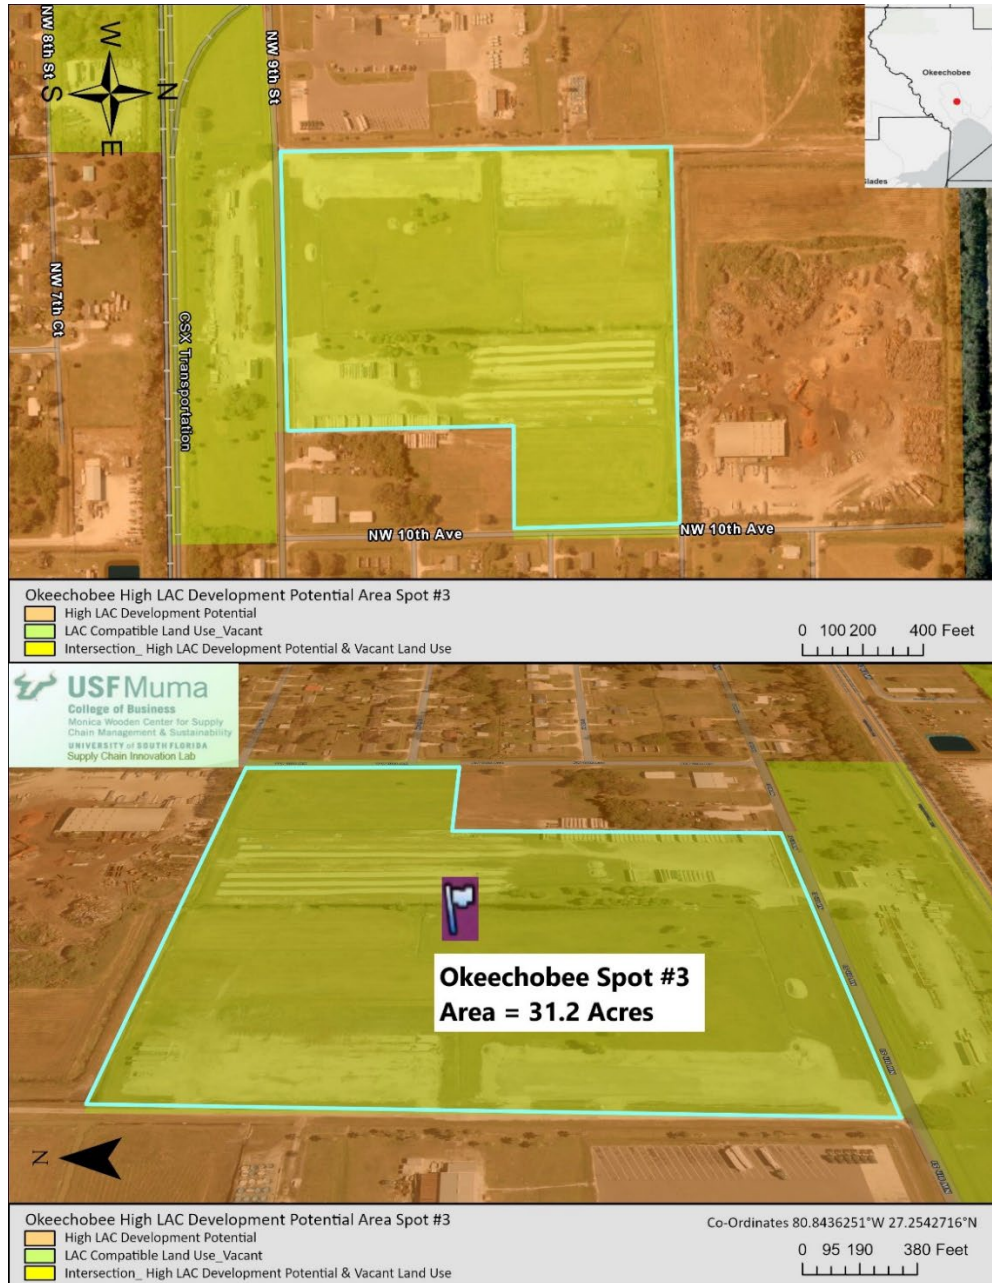 W
N
S
E
NW 8th St
NW 9th St
Okeechobee
Glades
NW 7th Ct
CSX Transportation
NW 10th Ave
NW 10th Ave
Okeechobee High LAC Development Potential Area Spot #3
High LAC Development Potential
LAC Compatible Land Use_Vacant
Intersection_ High LAC Development Potential & Vacant Land Use
0 100 200 400 Feet
USF Muma
College of Business
Monica Wooden Center for Supply
Chain Management & Sustainability
UNIVERSITY of SOUTH FLORIDA
Supply Chain Innovation Lab
Okeechobee Spot #3
Area = 31.2 Acres
N
Okeechobee High LAC Development Potential Area Spot #3
High LAC Development Potential
LAC Compatible Land Use_Vacant
Intersection_ High LAC Development Potential & Vacant Land Use
Co-Ordinates 80.8436251°W 27.2542716°N
0 95 190 380 Feet